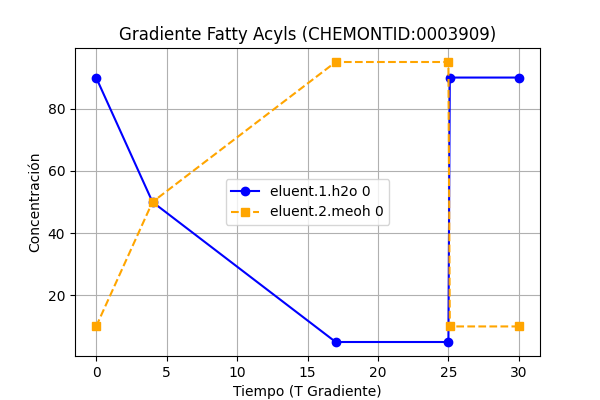 Gradiente Fatty Acyls (CHEMONTID:0003909)
Concentración
80
60
40
20
eluent.1.h2o 0
eluent.2.meoh 0
0 5 10 15 20 25 30
Tiempo (T Gradiente)